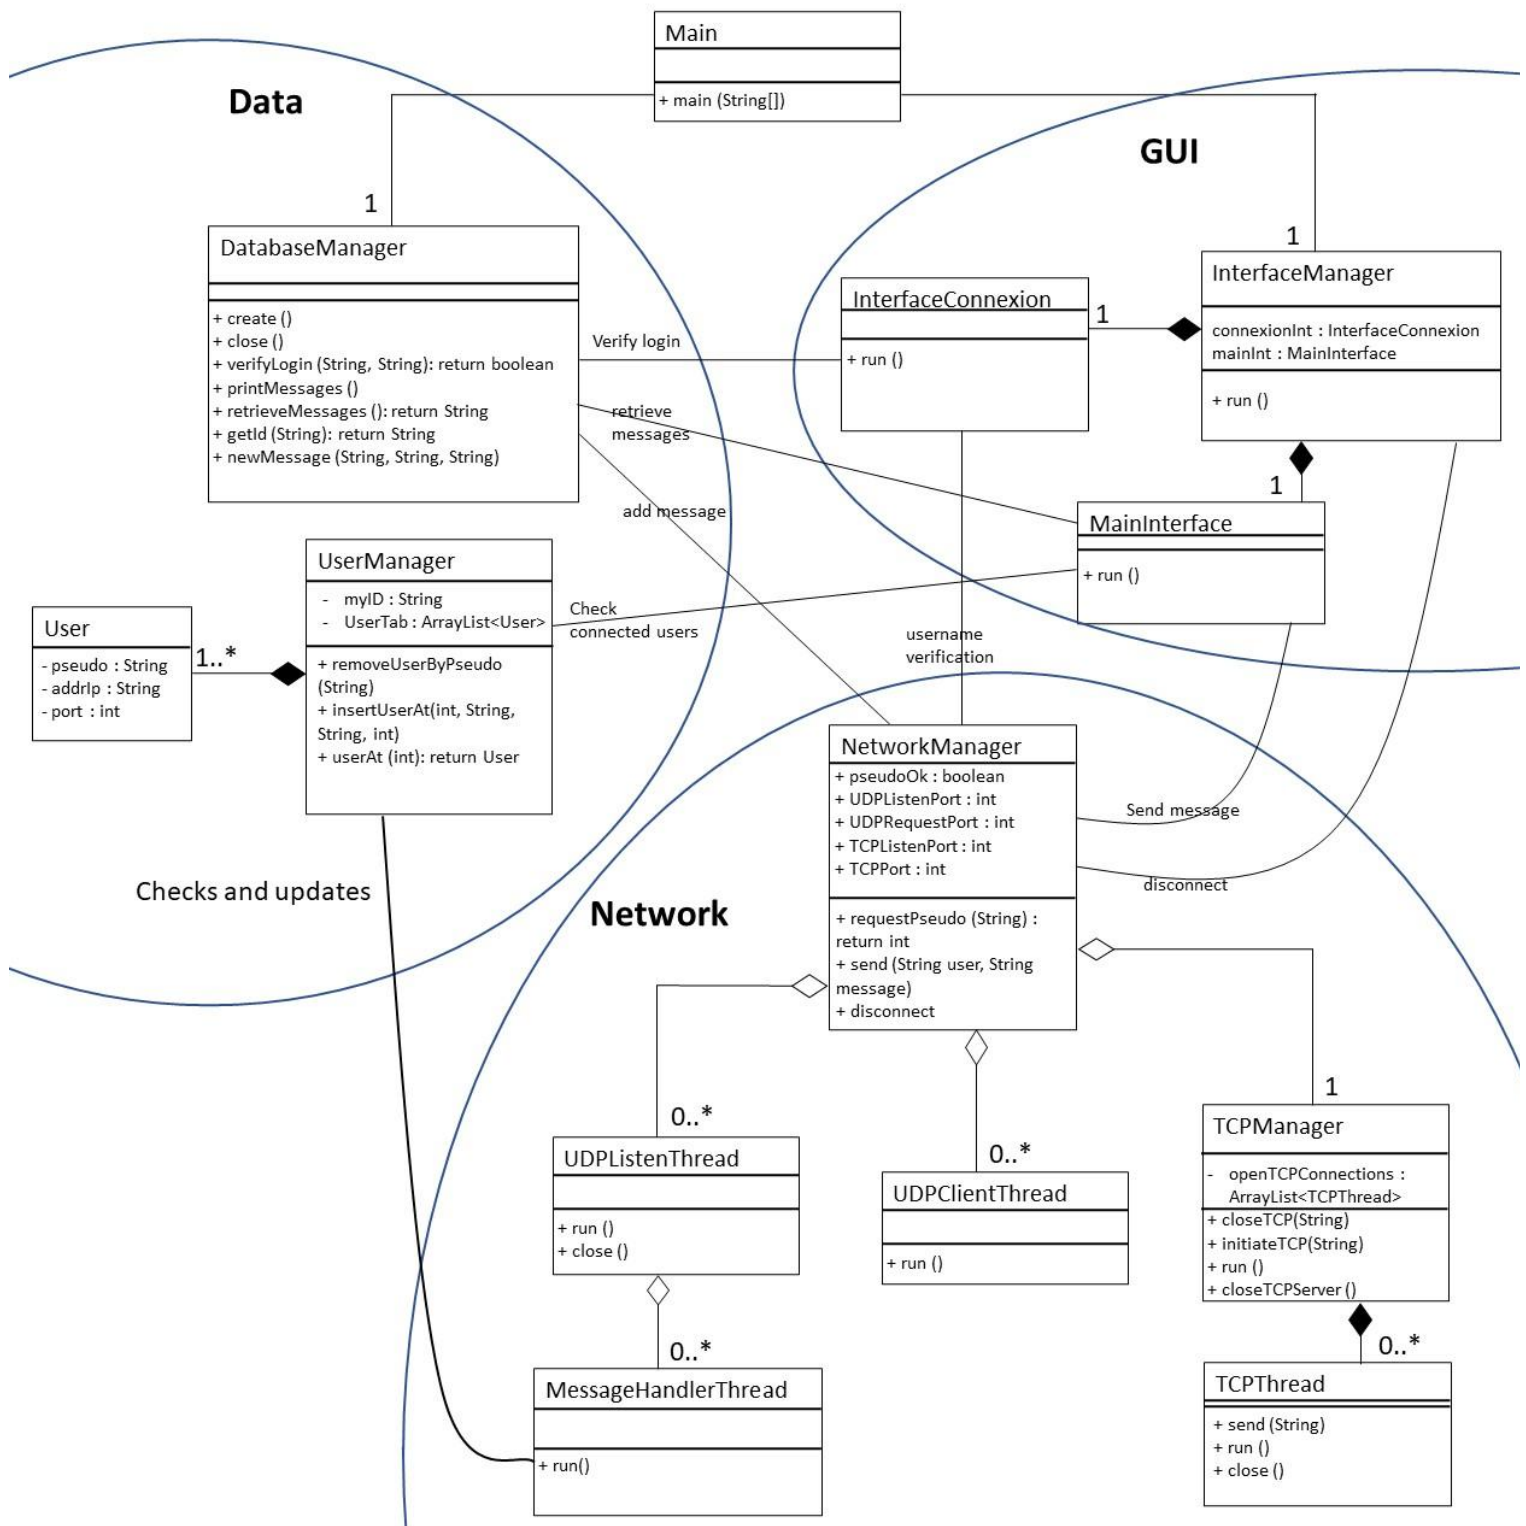 Main
+ main (String[])
Data
GUI
1
1
DatabaseManager
+ create ()
+ close ()
+ verifyLogin (String, String): return boolean
+ printMessages ()
+ retrieveMessages (): return String
+ getId (String): return String
+ newMessage (String, String, String)
InterfaceManager
connexionInt : InterfaceConnexion
mainInt : MainInterface
+ run ()
InterfaceConnexion
+ run ()
1
Verify login
retrieve
messages
add message
1
MainInterface
+ run ()
UserManager
- myID : String
- UserTab : ArrayList<User>
+ removeUserByPseudo
(String)
+ insertUserAt(int, String,
String, int)
+ userAt (int): return User
User
- pseudo : String
- addrIp : String
- port : int
1..*
Check
connected users
username
verification
NetworkManager
+ pseudoOk : boolean
+ UDPListenPort : int
+ UDPRequestPort : int
+ TCPListenPort : int
+ TCPPort : int
+ requestPseudo (String) :
return int
+ send (String user, String
message)
+ disconnect
Send message
disconnect
Checks and updates
Network
0..*
UDPListenThread
+ run ()
+ close ()
0..*
UDPClientThread
+ run ()
1
TCPManager
- openTCPConnections :
ArrayList<TCPThread>
+ closeTCP(String)
+ initiateTCP(String)
+ run ()
+ closeTCPServer ()
0..*
MessageHandlerThread
+ run()
0..*
TCPThread
+ send (String)
+ run ()
+ close ()